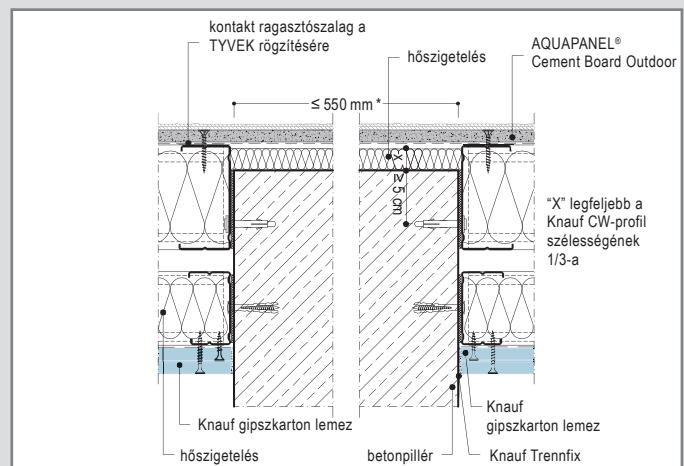 kontakt ragasztószalag a
TYVEK rögzítésére
hőszigetelés
AQUAPANEL®
Cement Board Outdoor
≤ 550 mm *
X
≥ 5 cm
"X" legfeljebb a
Knauf CW-profil
szélességének
1/3-a
Knauf gipszkarton lemez
Knauf
gipszkarton lemez
hőszigetelés
betonpillér
Knauf Trennfix